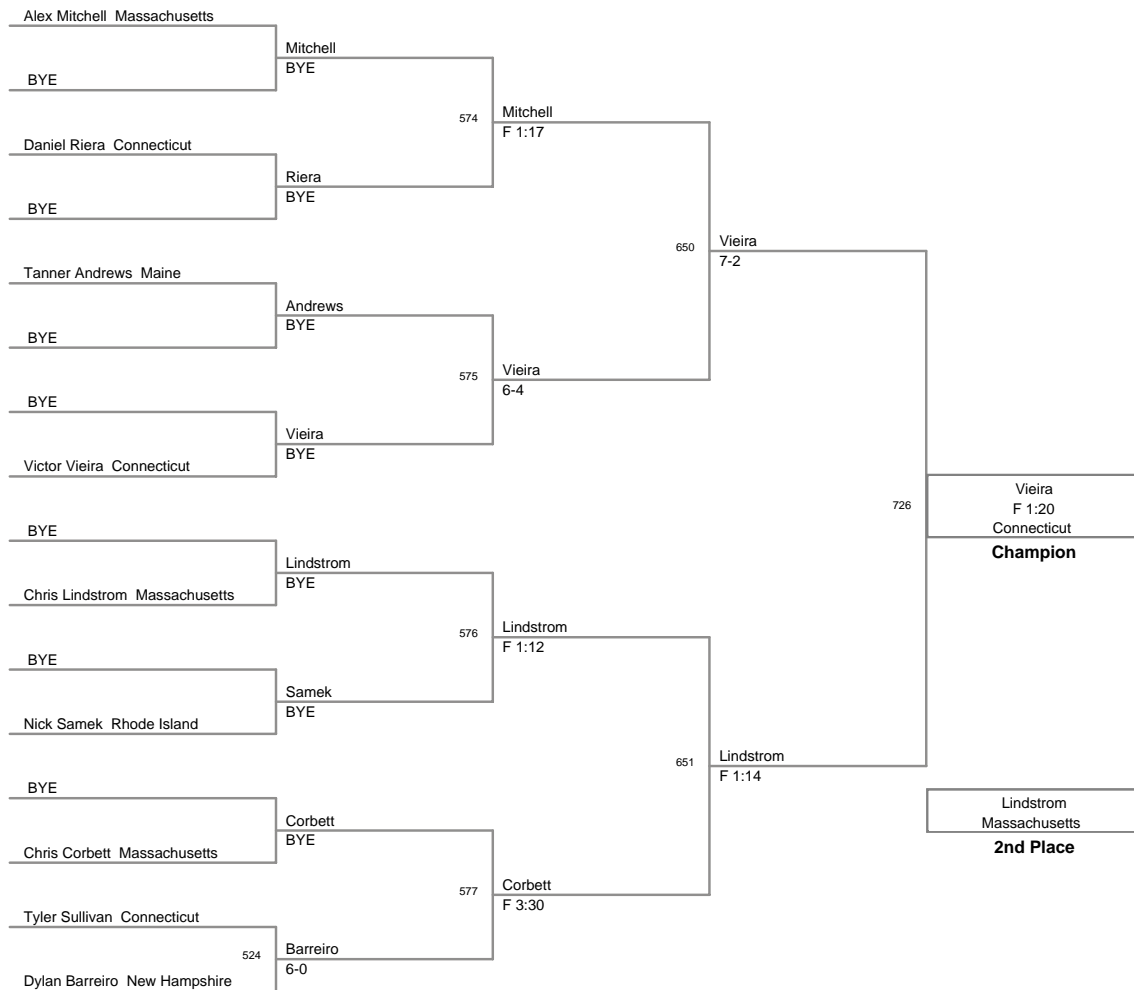 Alex Mitchell  Massachusetts
Mitchell
BYE
BYE
574
Mitchell
F 1:17
Daniel Riera  Connecticut
Riera
BYE
BYE
650
Vieira
7-2
Tanner Andrews  Maine
Andrews
BYE
BYE
575
Vieira
6-4
BYE
Vieira
BYE
Victor Vieira  Connecticut
726
Vieira
F 1:20
Connecticut
Champion
BYE
Lindstrom
BYE
Chris Lindstrom  Massachusetts
576
Lindstrom
F 1:12
BYE
Samek
BYE
Nick Samek  Rhode Island
651
Lindstrom
F 1:14
Lindstrom
Massachusetts
2nd Place
BYE
Corbett
BYE
Chris Corbett  Massachusetts
577
Corbett
F 3:30
Tyler Sullivan  Connecticut
524
Barreiro
6-0
Dylan Barreiro  New Hampshire